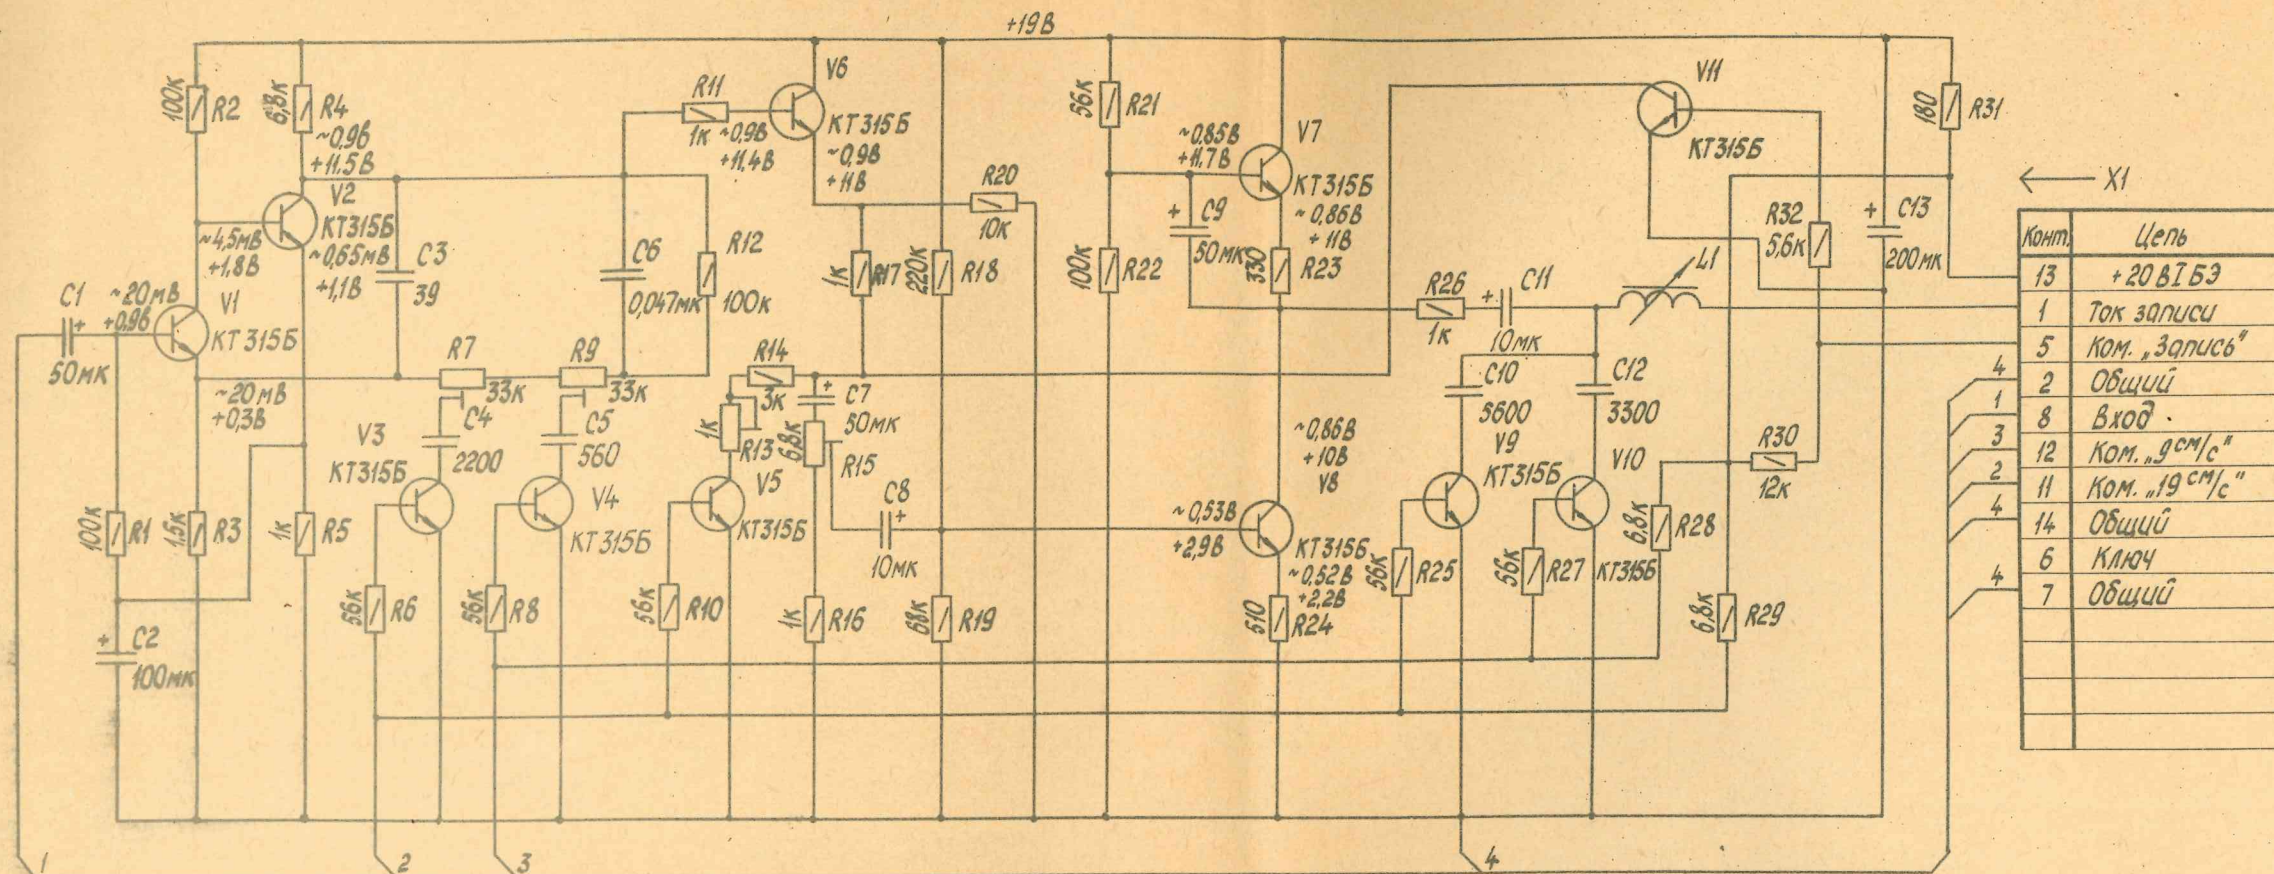 +19В
100к
R2
6,8к
R4
~0,9В
+11,5В
V2
КТ315Б
~0,65мВ
+1,1В
~4,5мВ
+1,8В
C1
+
50мк
~20мВ
+0,9В
V1
КТ315Б
~20мВ
+0,3В
C3
39
R7
33к
R9
33к
C6
0,047мк
R12
100к
R11
1к
~0,9В
+11,4В
V6
КТ315Б
~0,9В
+11В
R20
10к
1к
R17
220к
R18
R14
3к
1к
R13
+
C7
50мк
6,8к
R15
C8
+
10мк
V3
КТ315Б
C4
2200
C5
560
V4
КТ315Б
V5
КТ315Б
100к
R1
1,6к
R3
1к
R5
56к
R6
56к
R8
56к
R10
1к
R16
68к
R19
+
C2
100мк
56к
R21
~0,85В
+11,7В
V7
КТ315Б
~0,86В
+11В
+
C9
50мк
100к
R22
330
R23
R26
1к
+
C11
10мк
L1
C10
5600
C12
3300
V9
КТ315Б
V10
КТ315Б
~0,86В
+10В
V8
~0,53В
+2,9В
КТ315Б
~0,52В
+2,2В
510
R24
56к
R25
56к
R27
6,8к
R28
6,8к
R29
R30
12к
V11
КТ315Б
R32
5,6к
+
C13
200мк
180
R31
X1
Конт.
Цепь
13
+20В I БЭ
1
Ток записи
5
Ком. „Запись"
4
2
Общий
1
8
Вход
3
12
Ком. „9 см/с"
2
11
Ком. „19 см/с"
4
14
Общий
6
Ключ
4
7
Общий
1
2
3
4